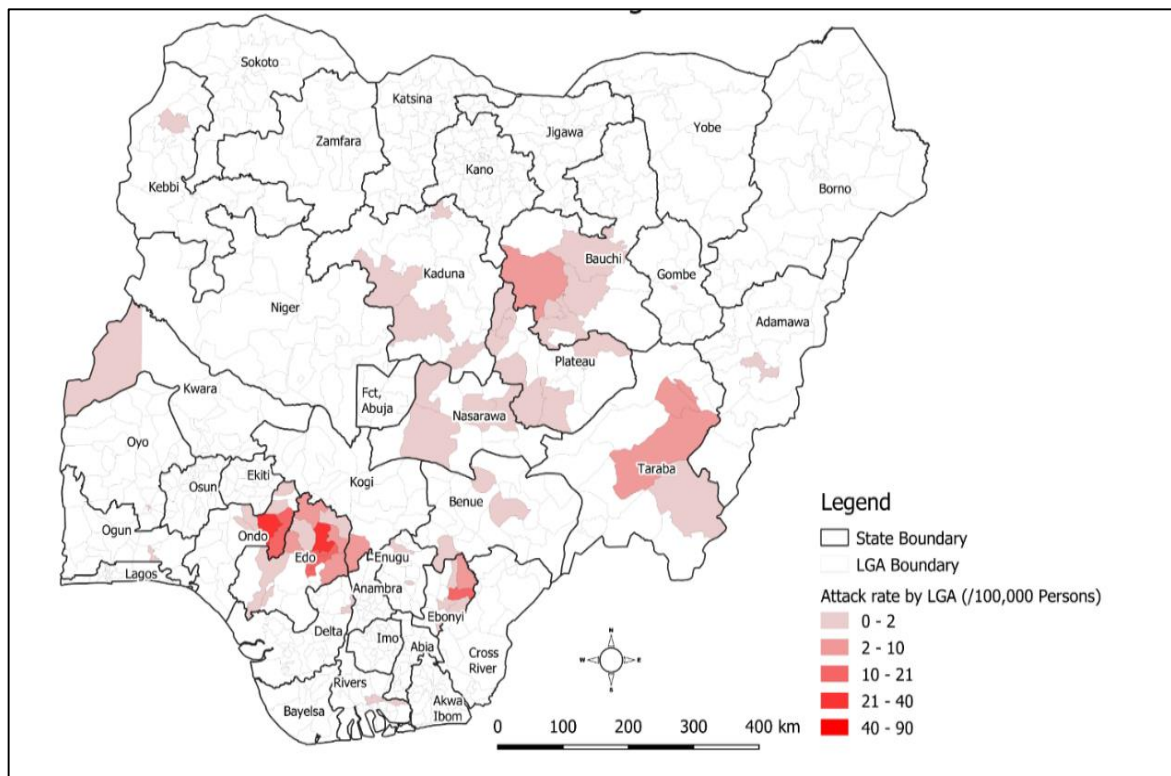 Sokoto
Katsina
Jigawa
Yobe
Zamfara
Kano
Borno
Kebbi
Kaduna
Bauchi
Gombe
Niger
Adamawa
Plateau
Kwara
Fct,
Abuja
Nasarawa
Oyo
Taraba
Ekiti
Kogi
Osun
Benue
Ogun
Ondo
Edo
Enugu
Lagos
Anambra
Ebonyi
Delta
Imo
Abia
Cross
River
Rivers
Akwa
Ibom
Bayelsa
N
W
E
S
0 100 200 300 400 km
Legend
State Boundary
LGA Boundary
Attack rate by LGA (/100,000 Persons)
0 - 2
2 - 10
10 - 21
21 - 40
40 - 90